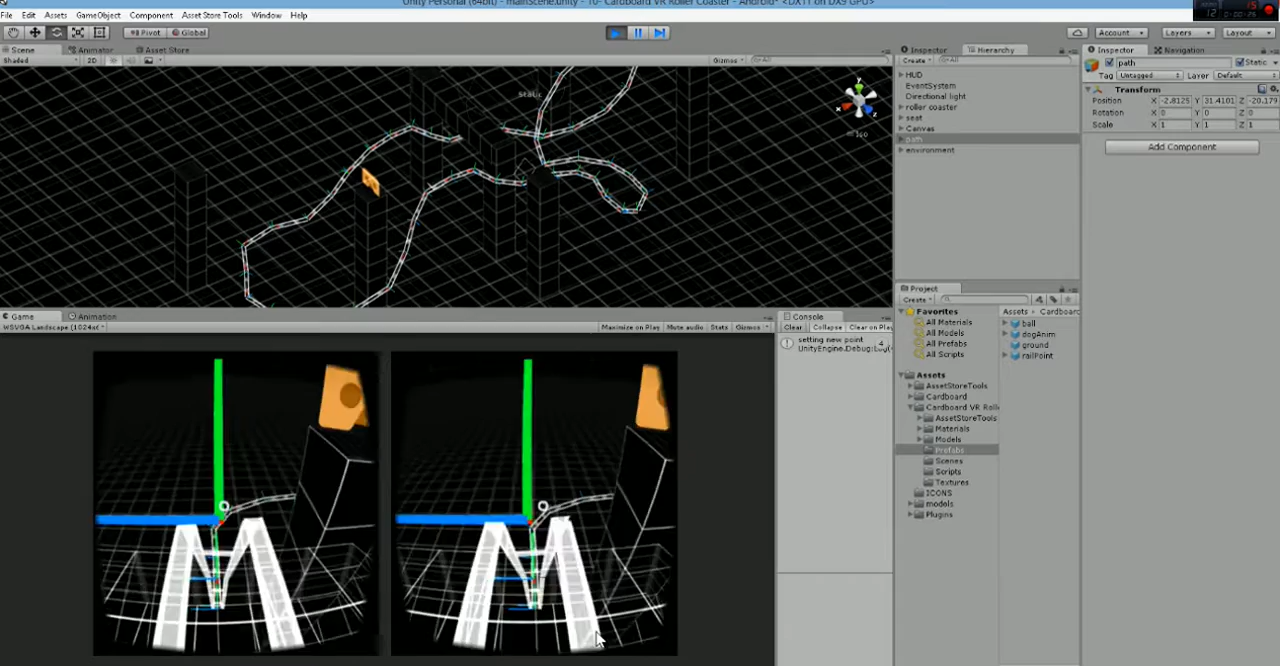 Unity Personal (64bit) - mainScene.unity - 10- Cardboard VR Roller Coaster - Android* <DX11 on DX9 GPU>
File Edit Assets GameObject Component Asset Store Tools Window Help
Pivot Global
Account Layers Layout
Scene Animator Asset Store
Shaded 2D Gizmos
Static
y
x
z
Iso
Inspector Hierarchy
Create
HUD
EventSystem
Directional light
roller coaster
seat
Canvas
path
environment
Inspector Navigation
path Static
Tag Untagged Layer Default
Transform
Position X -2.8125 Y 31.4101 Z -20.179
Rotation X 0 Y 0 Z 0
Scale X 1 Y 1 Z 1
Add Component
Game Animation
WSVGA Landscape (1024x
Maximize on Play Mute audio Stats Gizmos
Console
Clear Collapse Clear on Play
setting new point
UnityEngine.Debug:Log(
4
Project
Create
Favorites
All Materials
All Models
All Prefabs
All Scripts
Assets
AssetStoreTools
Cardboard
Cardboard VR Roll
AssetStoreTools
Materials
Models
Prefabs
Scenes
Scripts
Textures
ICONS
models
Plugins
Assets Cardboard
ball
dogAnim
ground
railPoint